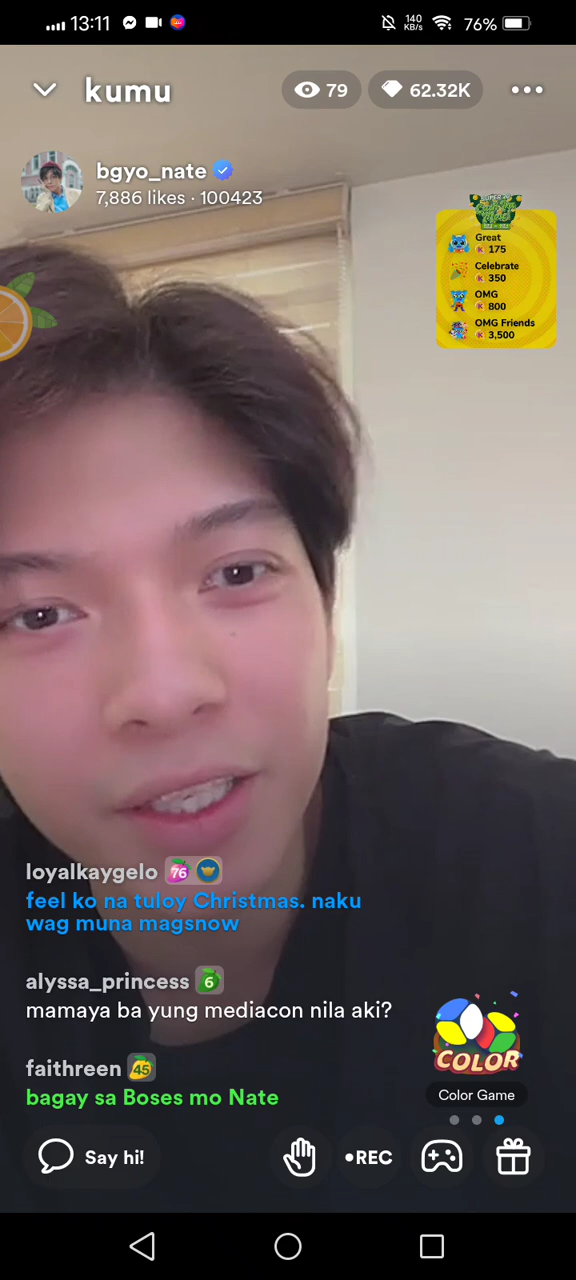 13:11
140
KB/s
76%
kumu
79
62.32K
bgyo_nate
7,886 likes · 100423
Great
175
Celebrate
350
OMG
800
OMG Friends
3,500
loyalkaygelo 76
feel ko na tuloy Christmas. naku
wag muna magsnow
alyssa_princess 6
mamaya ba yung mediacon nila aki?
faithreen 45
bagay sa Boses mo Nate
COLOR
Color Game
Say hi!
•REC